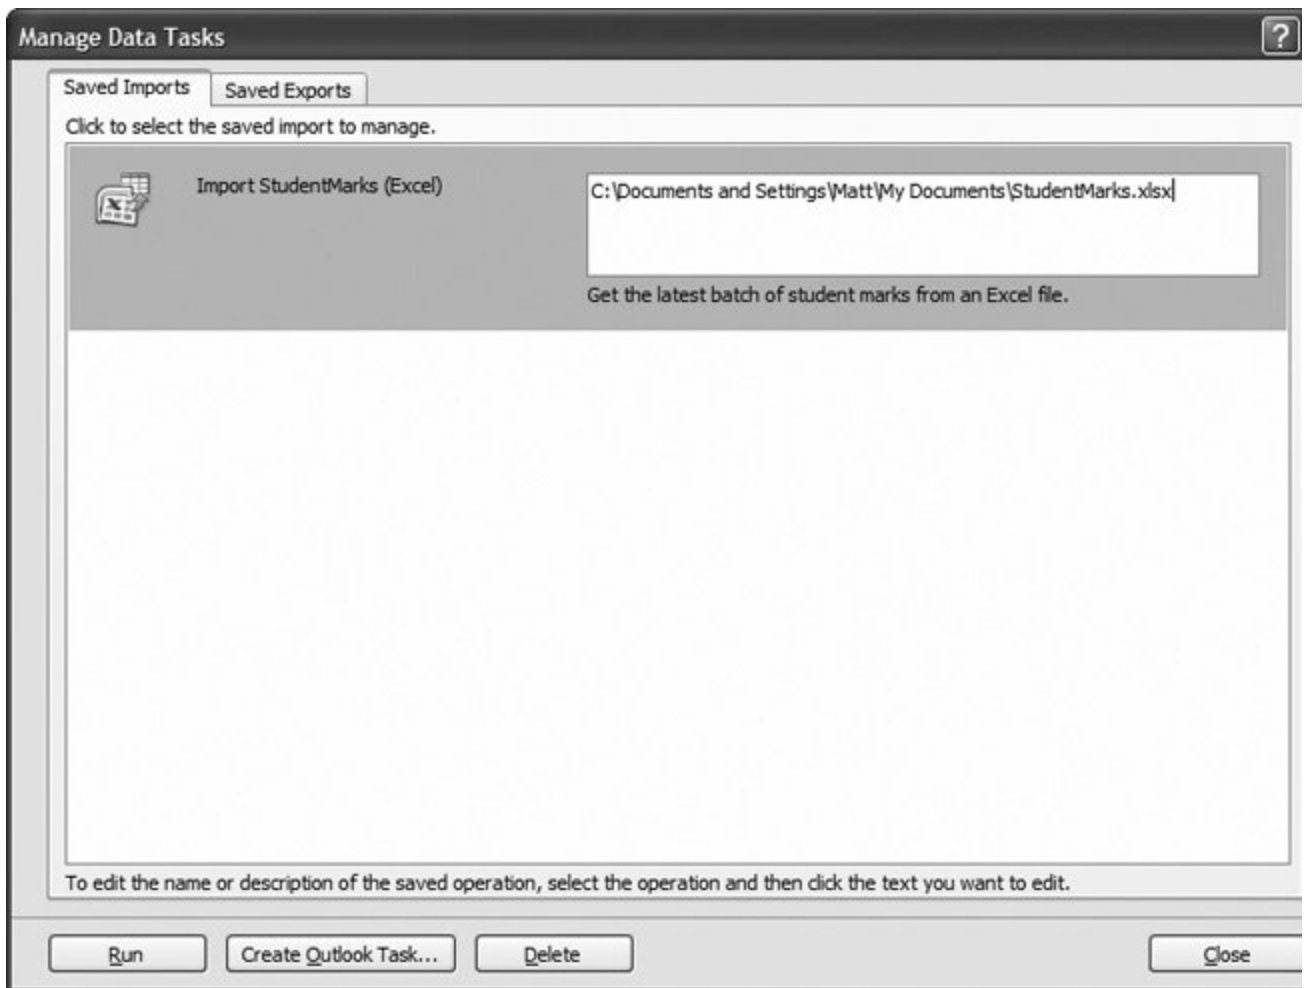 Manage Data Tasks
?
Saved Imports
Saved Exports
Click to select the saved import to manage.
Import StudentMarks (Excel)
C:\Documents and Settings\Matt\My Documents\StudentMarks.xlsx
Get the latest batch of student marks from an Excel file.
To edit the name or description of the saved operation, select the operation and then click the text you want to edit.
Run
Create Outlook Task...
Delete
Close